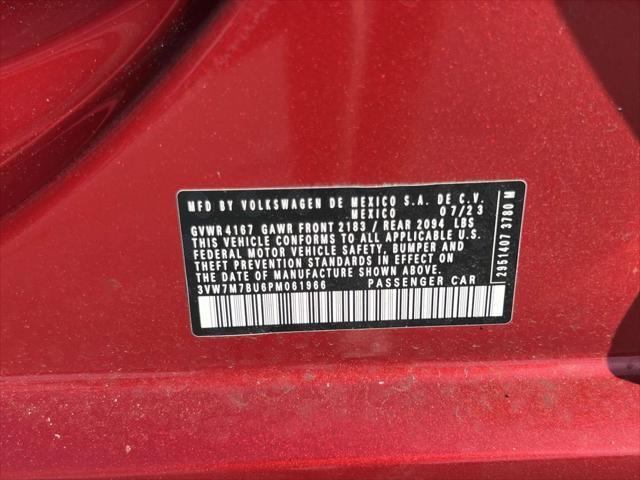 MFD BY VOLKSWAGEN DE MEXICO S.A. DE C.V.
MEXICO 07/23
GVWR 4167 GAWR FRONT 2183 / REAR 2094 LBS
THIS VEHICLE CONFORMS TO ALL APPLICABLE U.S.
FEDERAL MOTOR VEHICLE SAFETY, BUMPER AND
THEFT PREVENTION STANDARDS IN EFFECT ON
THE DATE OF MANUFACTURE SHOWN ABOVE.
3VW7M7BU6PM061966 PASSENGER CAR
2951407 3780 M